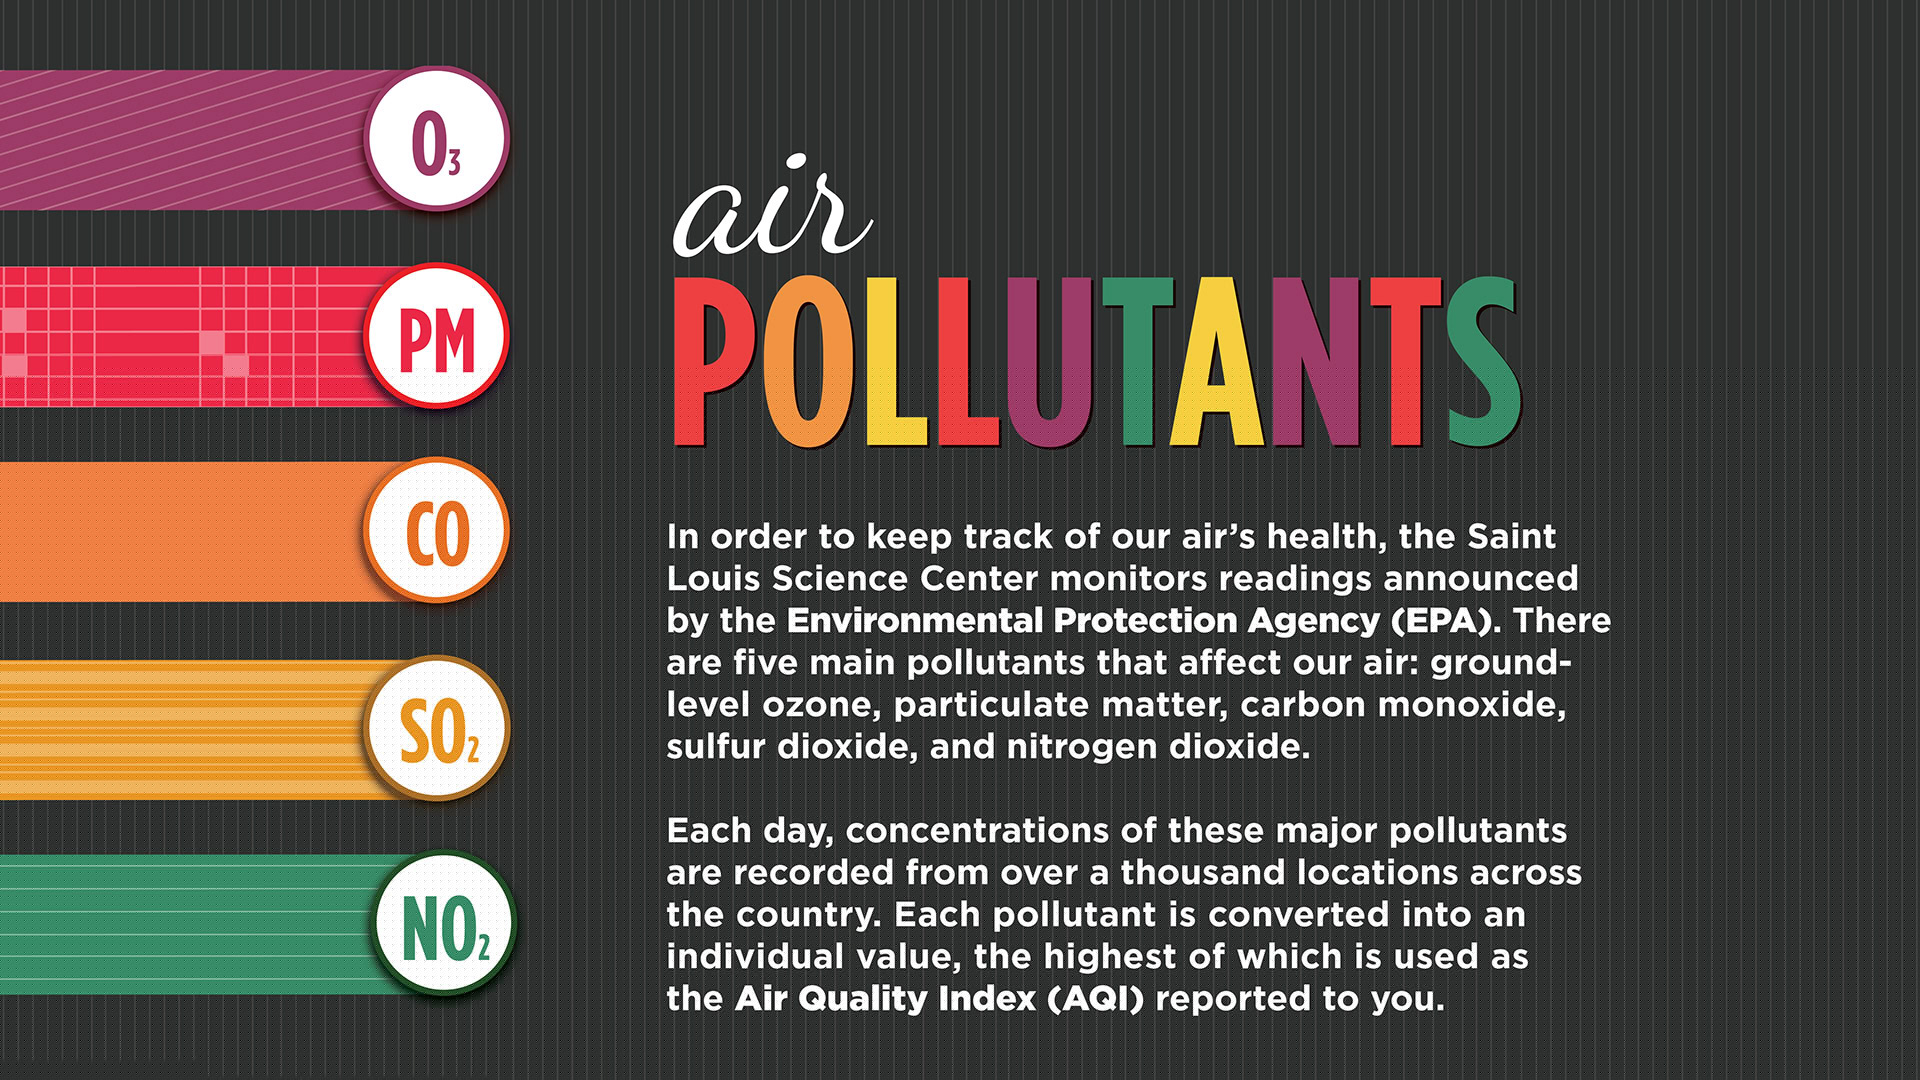 O₃
PM
CO
SO₂
NO₂
air
POLLUTANTS
In order to keep track of our air’s health, the Saint
Louis Science Center monitors readings announced
by the Environmental Protection Agency (EPA). There
are five main pollutants that affect our air: ground-
level ozone, particulate matter, carbon monoxide,
sulfur dioxide, and nitrogen dioxide.
Each day, concentrations of these major pollutants
are recorded from over a thousand locations across
the country. Each pollutant is converted into an
individual value, the highest of which is used as
the Air Quality Index (AQI) reported to you.